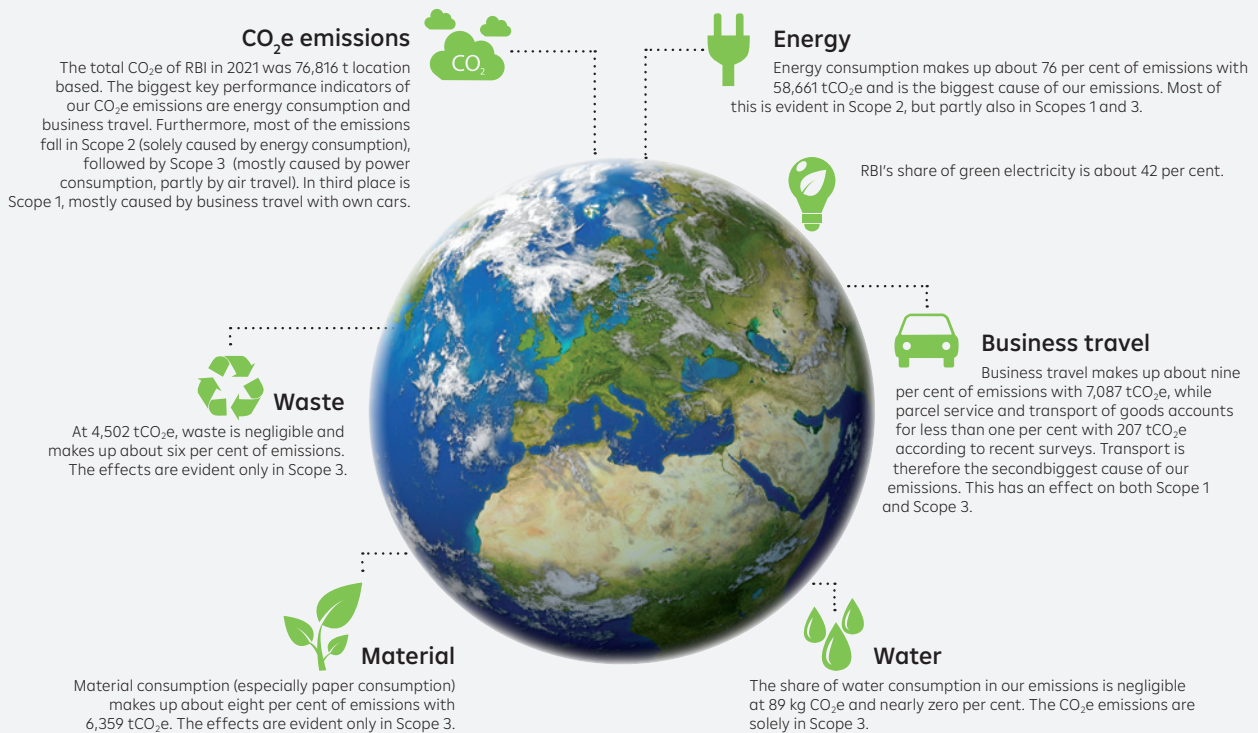 CO₂e emissions
The total CO₂e of RBI in 2021 was 76,816 t location
based. The biggest key performance indicators of
our CO₂e emissions are energy consumption and
business travel. Furthermore, most of the emissions
fall in Scope 2 (solely caused by energy consumption),
followed by Scope 3 (mostly caused by power
consumption, partly by air travel). In third place is
Scope 1, mostly caused by business travel with own cars.
CO₂
Energy
Energy consumption makes up about 76 per cent of emissions with
58,661 tCO₂e and is the biggest cause of our emissions. Most of
this is evident in Scope 2, but partly also in Scopes 1 and 3.
RBI's share of green electricity is about 42 per cent.
Business travel
Business travel makes up about nine
per cent of emissions with 7,087 tCO₂e, while
parcel service and transport of goods accounts
for less than one per cent with 207 tCO₂e
according to recent surveys. Transport is
therefore the secondbiggest cause of our
emissions. This has an effect on both Scope 1
and Scope 3.
Waste
At 4,502 tCO₂e, waste is negligible and
makes up about six per cent of emissions.
The effects are evident only in Scope 3.
Material
Material consumption (especially paper consumption)
makes up about eight per cent of emissions with
6,359 tCO₂e. The effects are evident only in Scope 3.
Water
The share of water consumption in our emissions is negligible
at 89 kg CO₂e and nearly zero per cent. The CO₂e emissions are
solely in Scope 3.